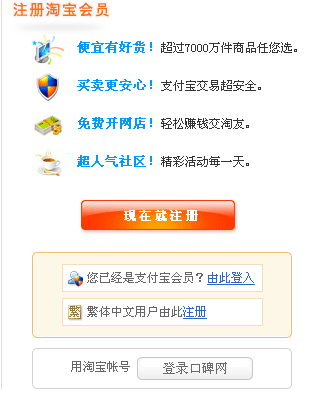 注册淘宝会员
便宜有好货！超过7000万件商品任您选。
买卖更安心！支付宝交易超安全。
免费开网店！轻松赚钱交淘友。
超人气社区！精彩活动每一天。
现在就注册
您已经是支付宝会员？由此登入
繁 繁体中文用户由此注册
用淘宝帐号 登录口碑网